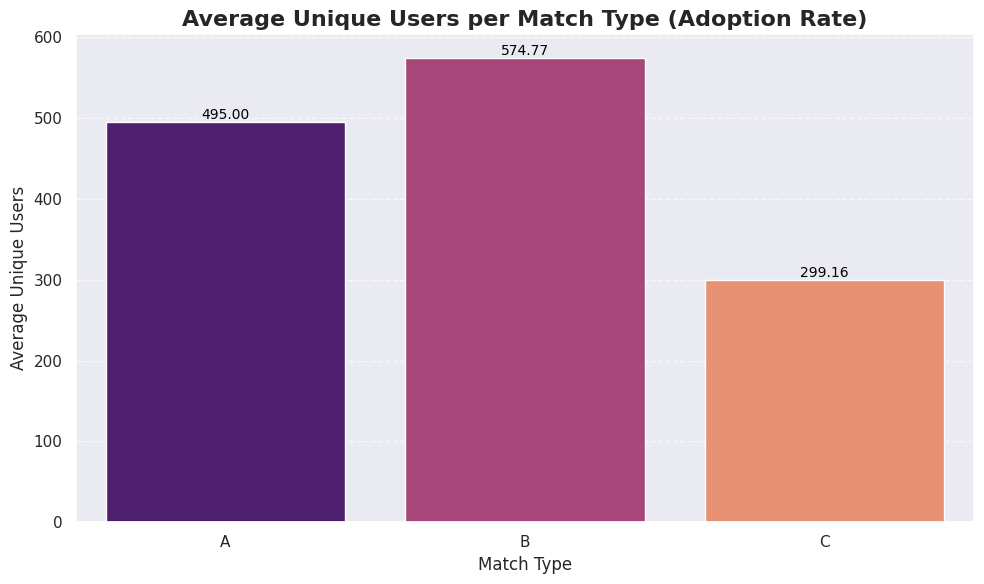 Average Unique Users per Match Type (Adoption Rate)
600
574.77
500
495.00
400
300
299.16
200
100
0
Average Unique Users
A
B
C
Match Type